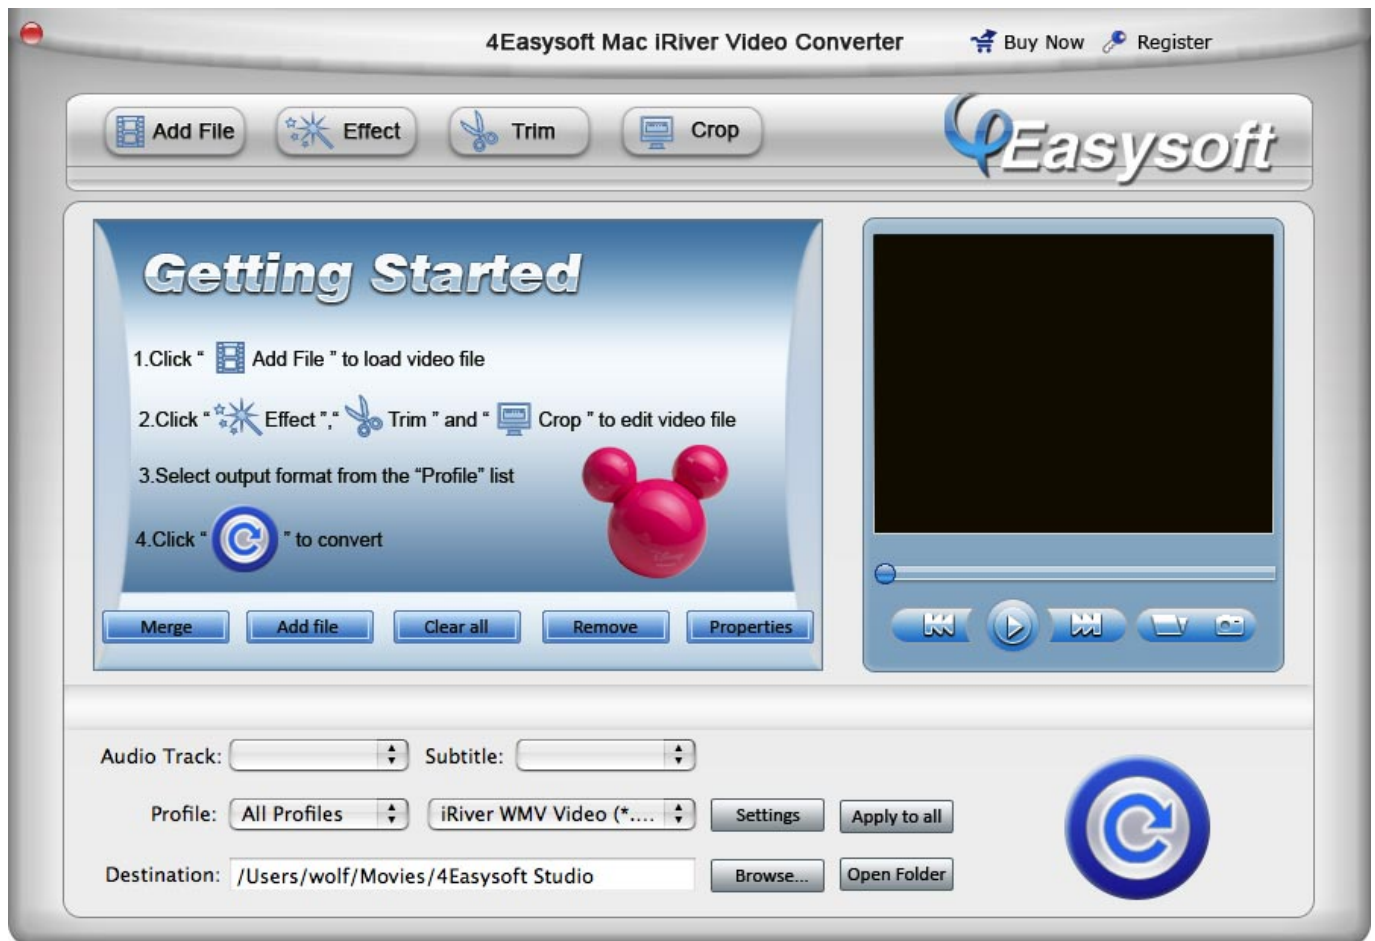 4Easysoft Mac iRiver Video Converter
Buy Now
Register
Add File
Effect
Trim
Crop
4Easysoft
Getting Started
1.Click “ Add File ” to load video file
2.Click “ Effect ”,“ Trim ” and “ Crop ” to edit video file
3.Select output format from the “Profile” list
4.Click “ ” to convert
Disney
Merge
Add file
Clear all
Remove
Properties
Audio Track:
Subtitle:
Profile: All Profiles iRiver WMV Video (*.... Settings Apply to all
Destination: /Users/wolf/Movies/4Easysoft Studio Browse... Open Folder